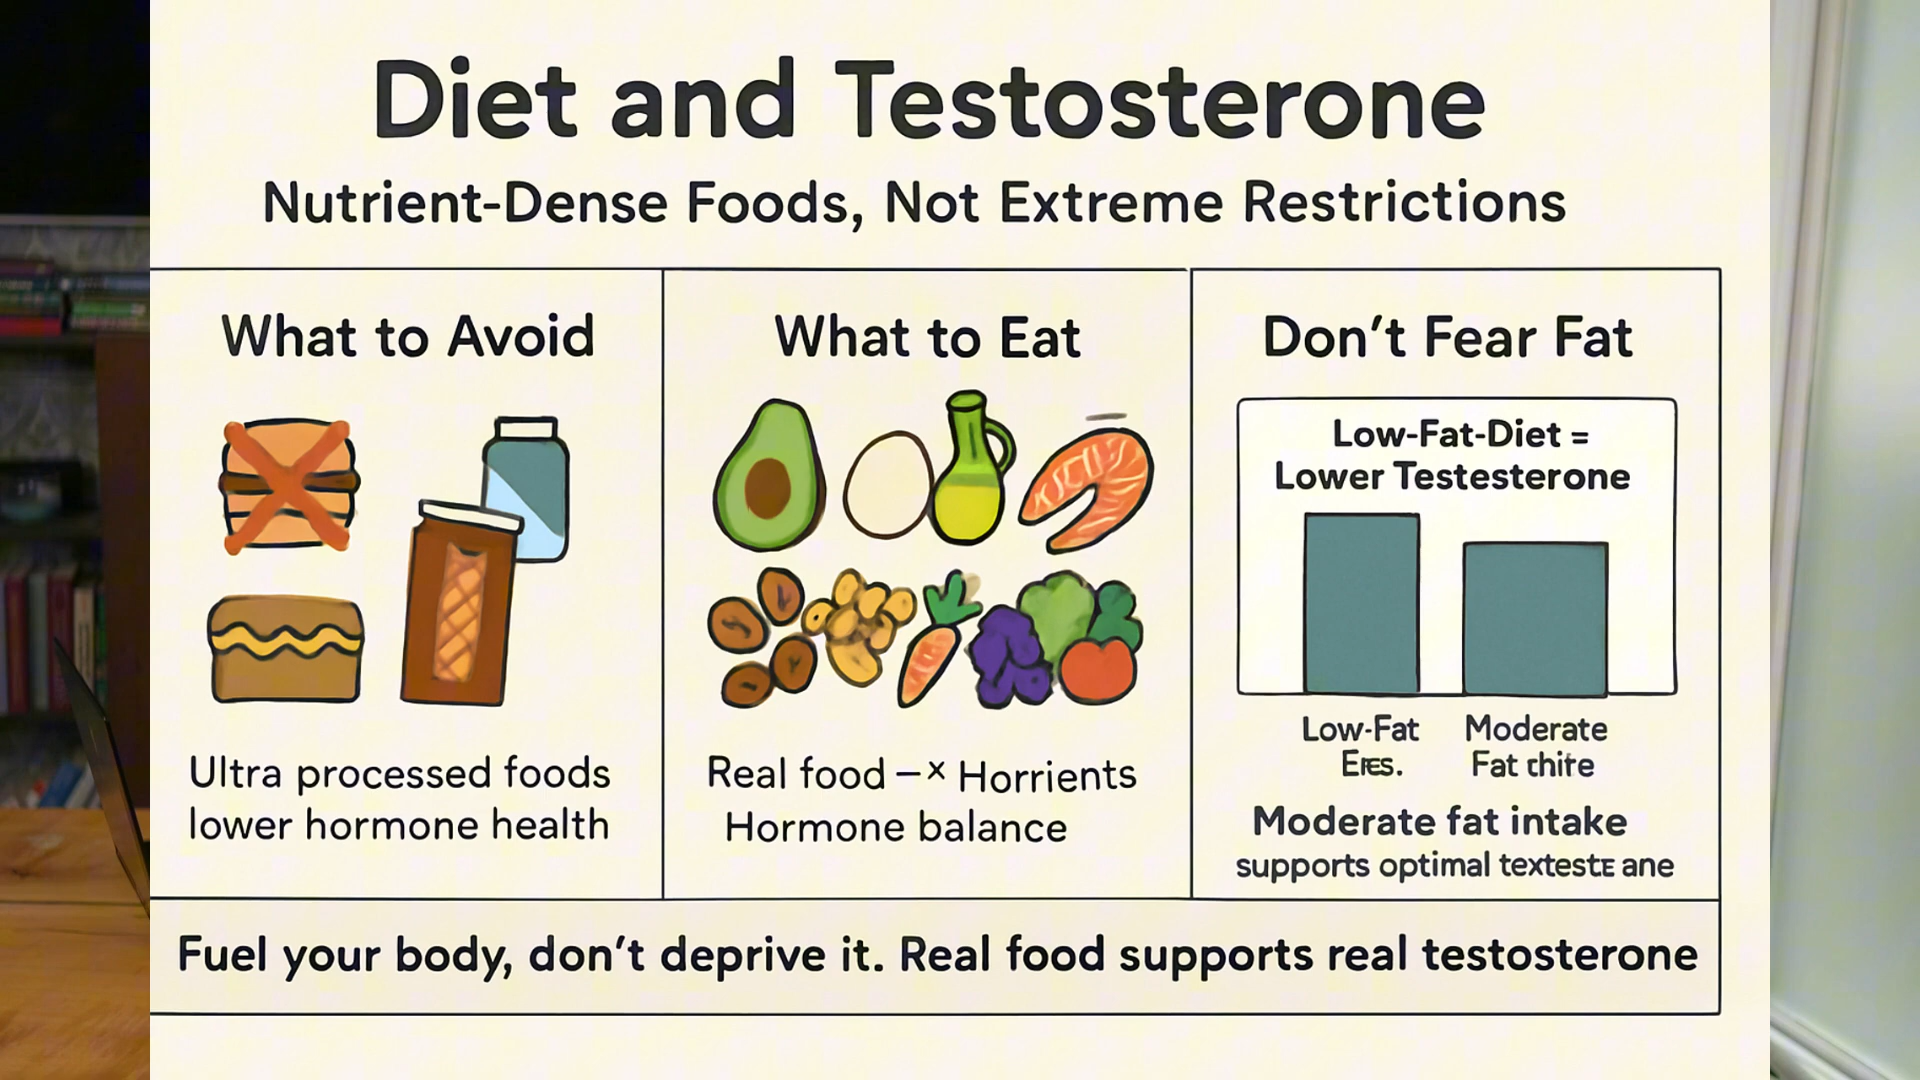 Diet and Testosterone
Nutrient-Dense Foods, Not Extreme Restrictions
What to Avoid
Ultra processed foods
lower hormone health
What to Eat
Real food –× Horrients
Hormone balance
Don't Fear Fat
Low-Fat-Diet =
Lower Testesterone
Low-Fat
Moderate
Fat
Moderate fat intake
supports optimal
Fuel your body, don't deprive it. Real food supports real testosterone